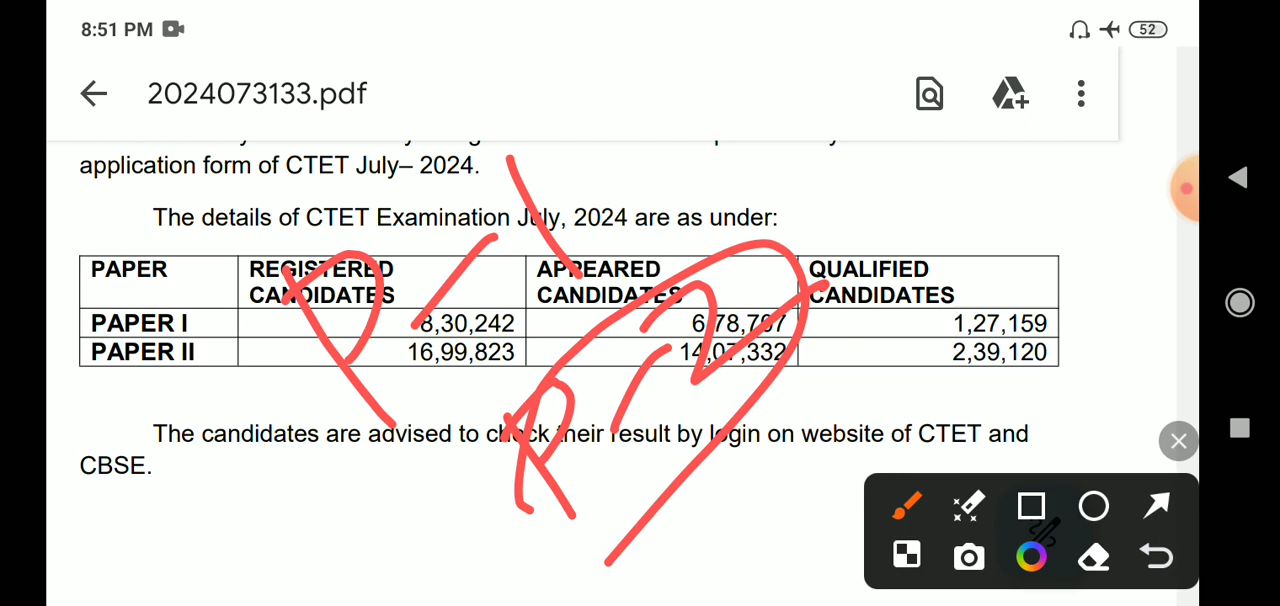 8:51 PM 52
2024073133.pdf
application form of CTET July– 2024.
The details of CTET Examination July, 2024 are as under:
PAPER REGISTERED CANDIDATES APPEARED CANDIDATES QUALIFIED CANDIDATES
PAPER I 8,30,242 1,27,159
PAPER II 16,99,823 14,07,332 2,39,120
The candidates are advised to check their result by login on website of CTET and
CBSE.